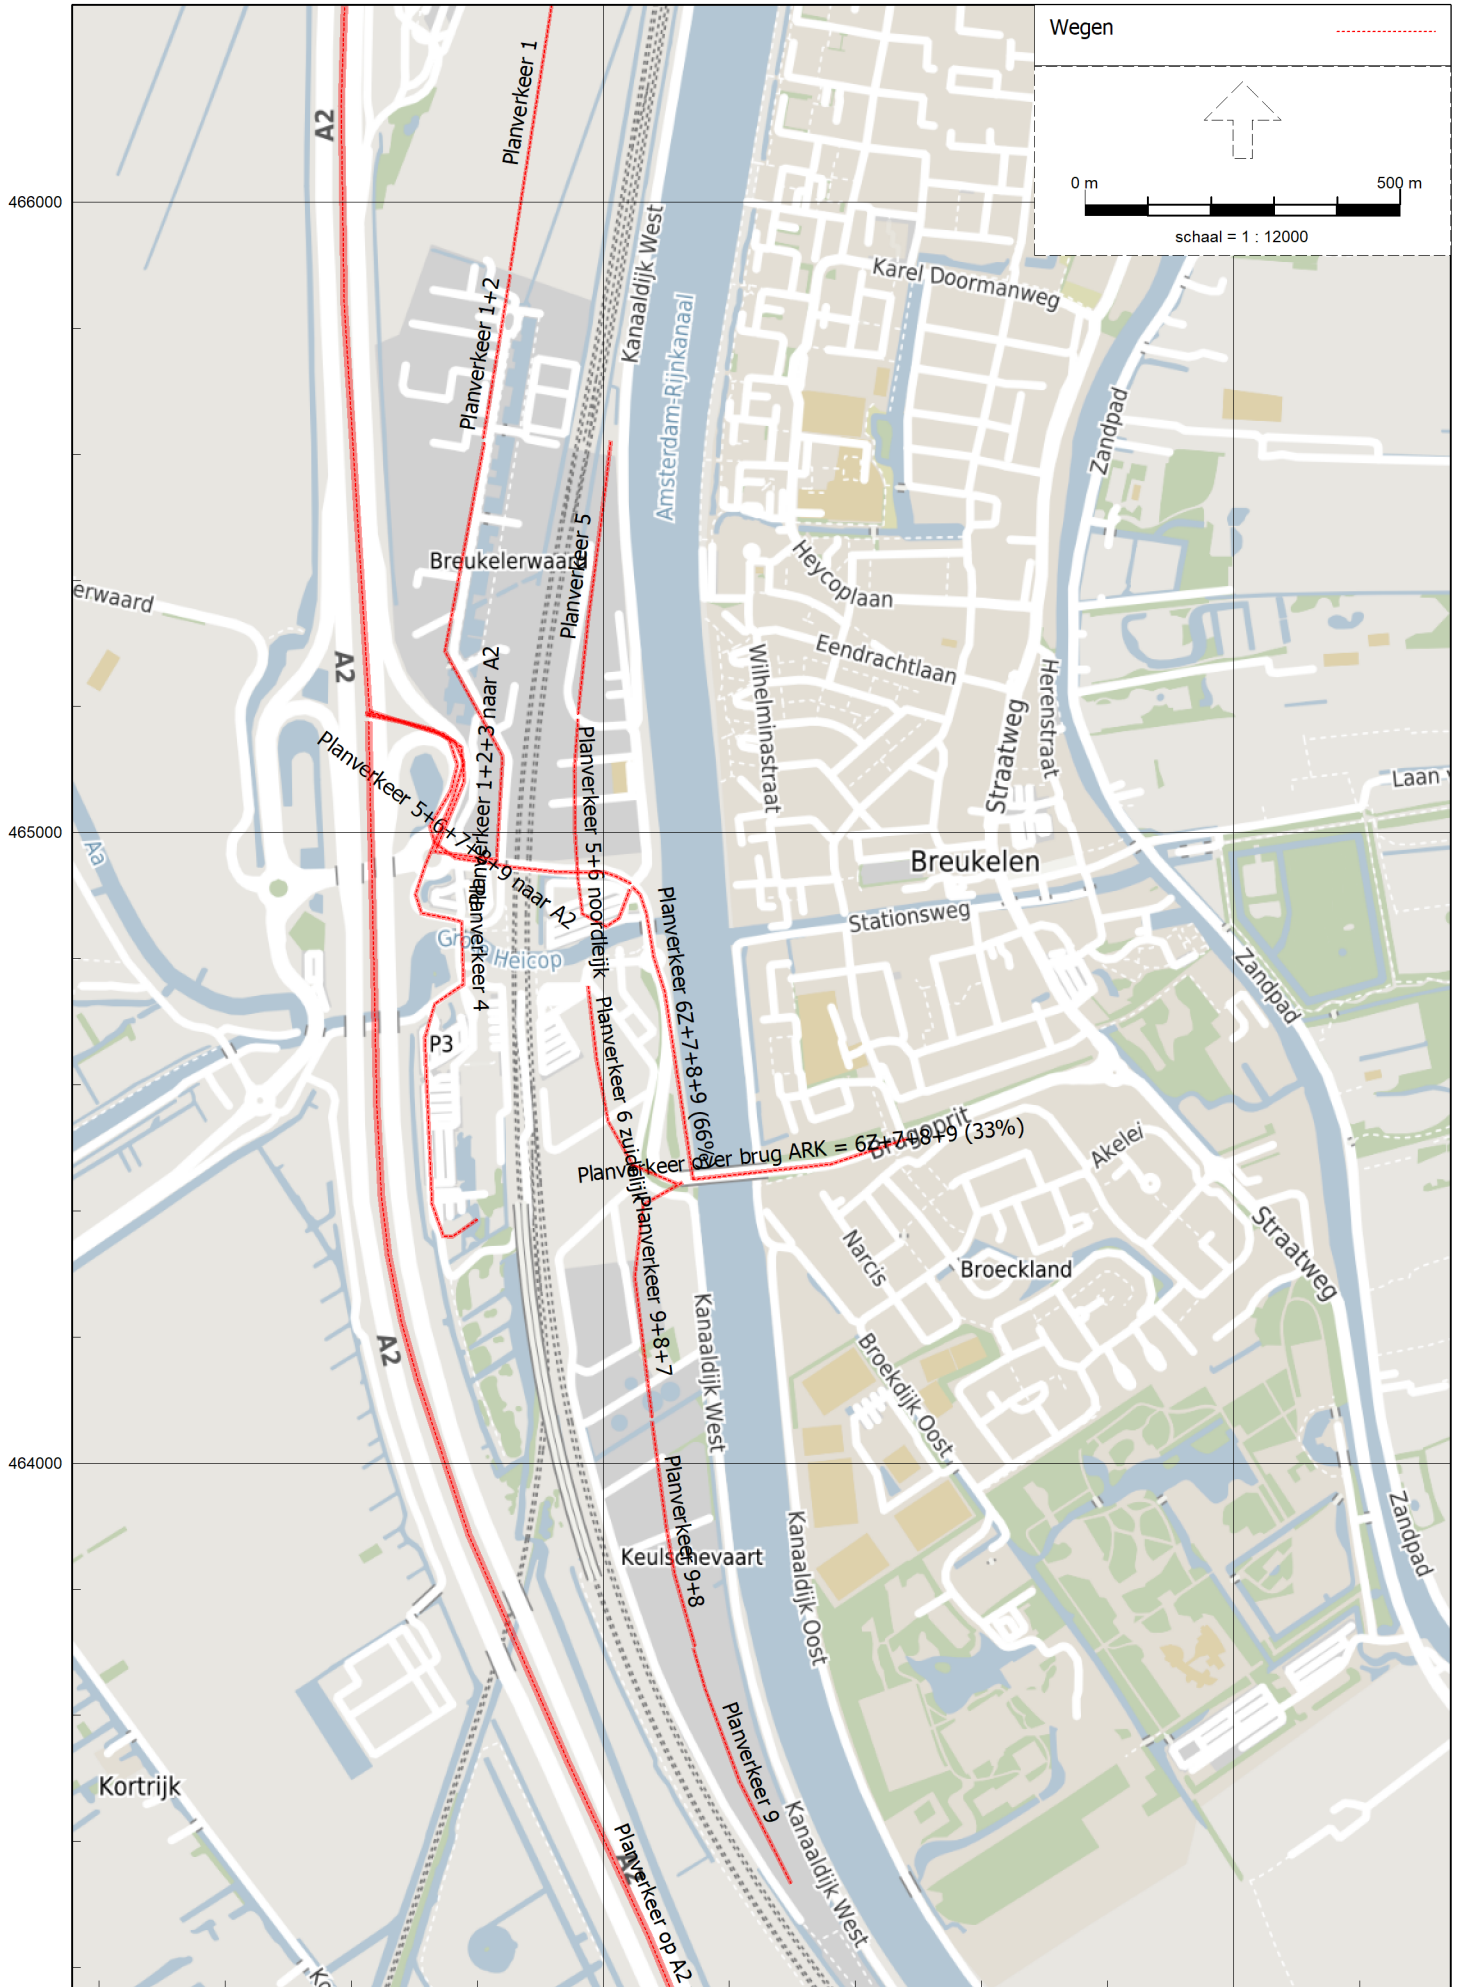 Wegen
0 m
500 m
schaal = 1 : 12000
A2
Planverkeer 1
466000
Kanaaldijk West
Karel Doormanweg
Planverkeer 1+2
Amsterdam-Rijnkanaal
Zandpad
Planverkeer 5
Breukelerwaard
Heycoplaan
erwaard
Eendrachtlaan
A2
Wilhelminastraat
Herenstraat
Straatweg
Planverkeer 1+2+3 naar A2
Planverkeer 5+6+7+8+9 naar A2
Planverkeer 5+6 noordleijk
Laan
465000
Aa
Breukelen
Stationsweg
Planverkeer 4
Grote Heicop
Planverkeer 6Z+7+8+9 (66%)
Zandpad
Planverkeer 6 zuidelijk
P3
Brugoprit
Planverkeer over brug ARK = 6Z+7+8+9 (33%)
Akelei
Straatweg
Planverkeer 9+8+7
Narcis
Broeckland
A2
Kanaaldijk West
Broekdijk Oost
464000
Planverkeer 9+8
Kanaaldijk Oost
Zandpad
Keulschevaart
Planverkeer 9
Kortrijk
Kanaaldijk West
Planverkeer op A2
A2
Ko